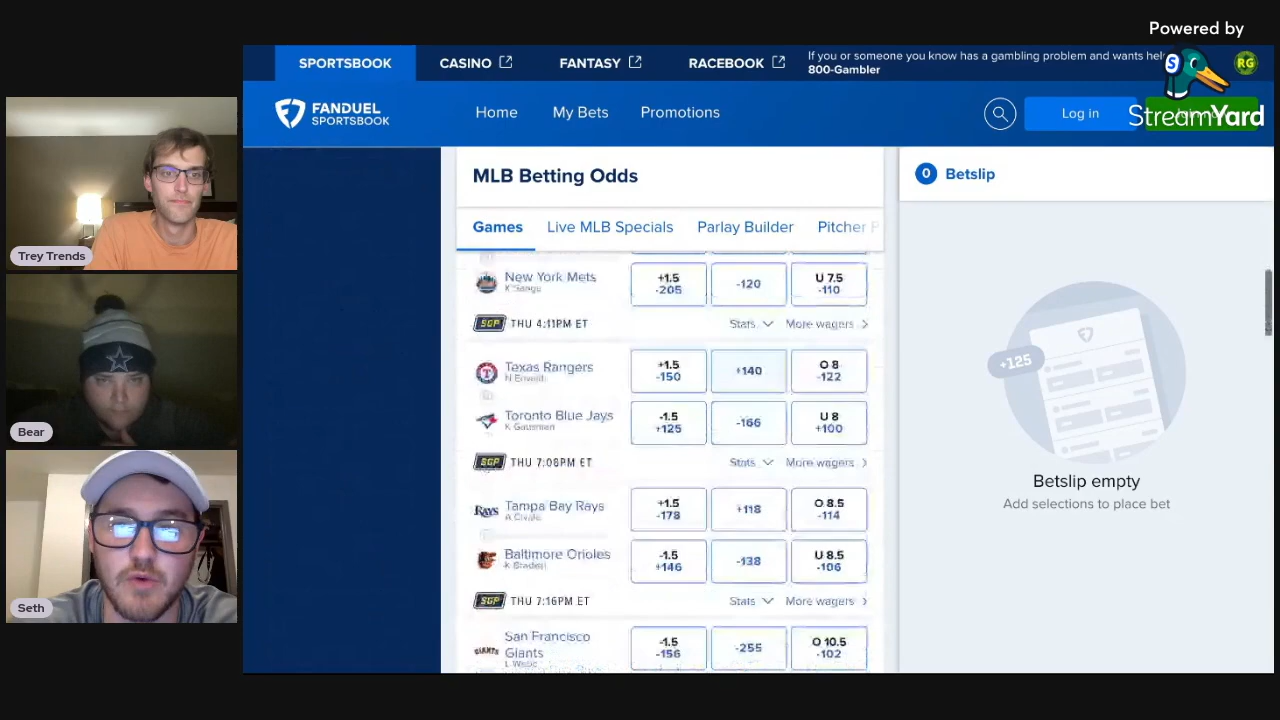 Powered by
StreamYard
SPORTSBOOK
CASINO
FANTASY
RACEBOOK
If you or someone you know has a gambling problem and wants
800-Gambler
RG
FANDUEL
SPORTSBOOK
Home
My Bets
Promotions
Log in
MLB Betting Odds
Games
Live MLB Specials
Parlay Builder
Pitcher
0 Betslip
New York Mets
+1.5
-205
-120
U 7.5
-110
SGP THU 4:11PM ET
Stats
More wagers
Texas Rangers
+1.5
-150
+140
O 8
-122
Toronto Blue Jays
K Gausman
-1.5
+125
-166
U 8
+100
SGP THU 7:08PM ET
Stats
More wagers
RAYS
Tampa Bay Rays
+1.5
-178
+118
O 8.5
-114
Baltimore Orioles
-1.5
+146
-138
U 8.5
-106
SGP THU 7:16PM ET
Stats
More wagers
GIANTS
San Francisco
Giants
-1.5
-156
-255
O 10.5
-102
+125
Betslip empty
Add selections to place bet
Trey Trends
Bear
Seth